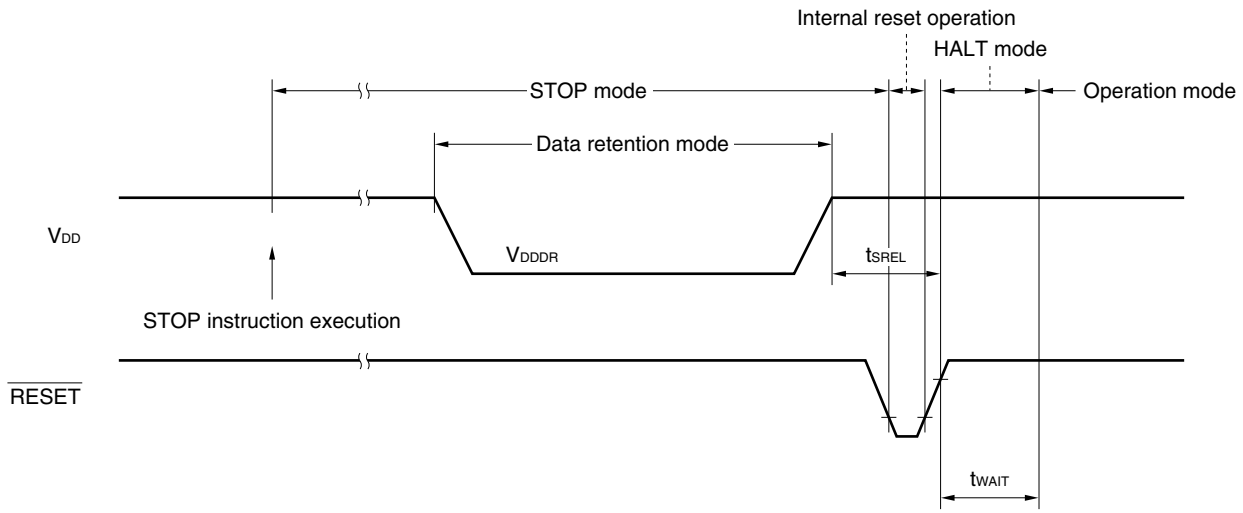 Internal reset operation
HALT mode
STOP mode
Operation mode
Data retention mode
VDD
VDDDR
tSREL
STOP instruction execution
RESET
tWAIT